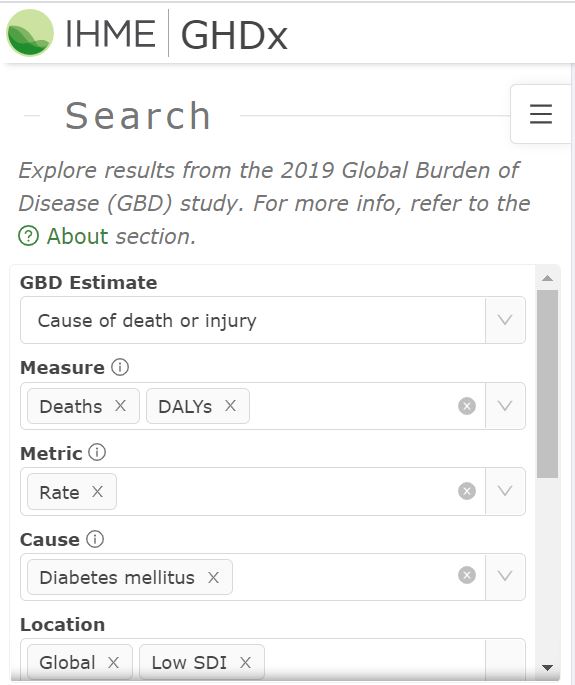 IHME GHDx
Search
Explore results from the 2019 Global Burden of
Disease (GBD) study. For more info, refer to the
? About section.
GBD Estimate
Cause of death or injury
Measure
Deaths X DALYs X
Metric
Rate X
Cause
Diabetes mellitus X
Location
Global X Low SDI X